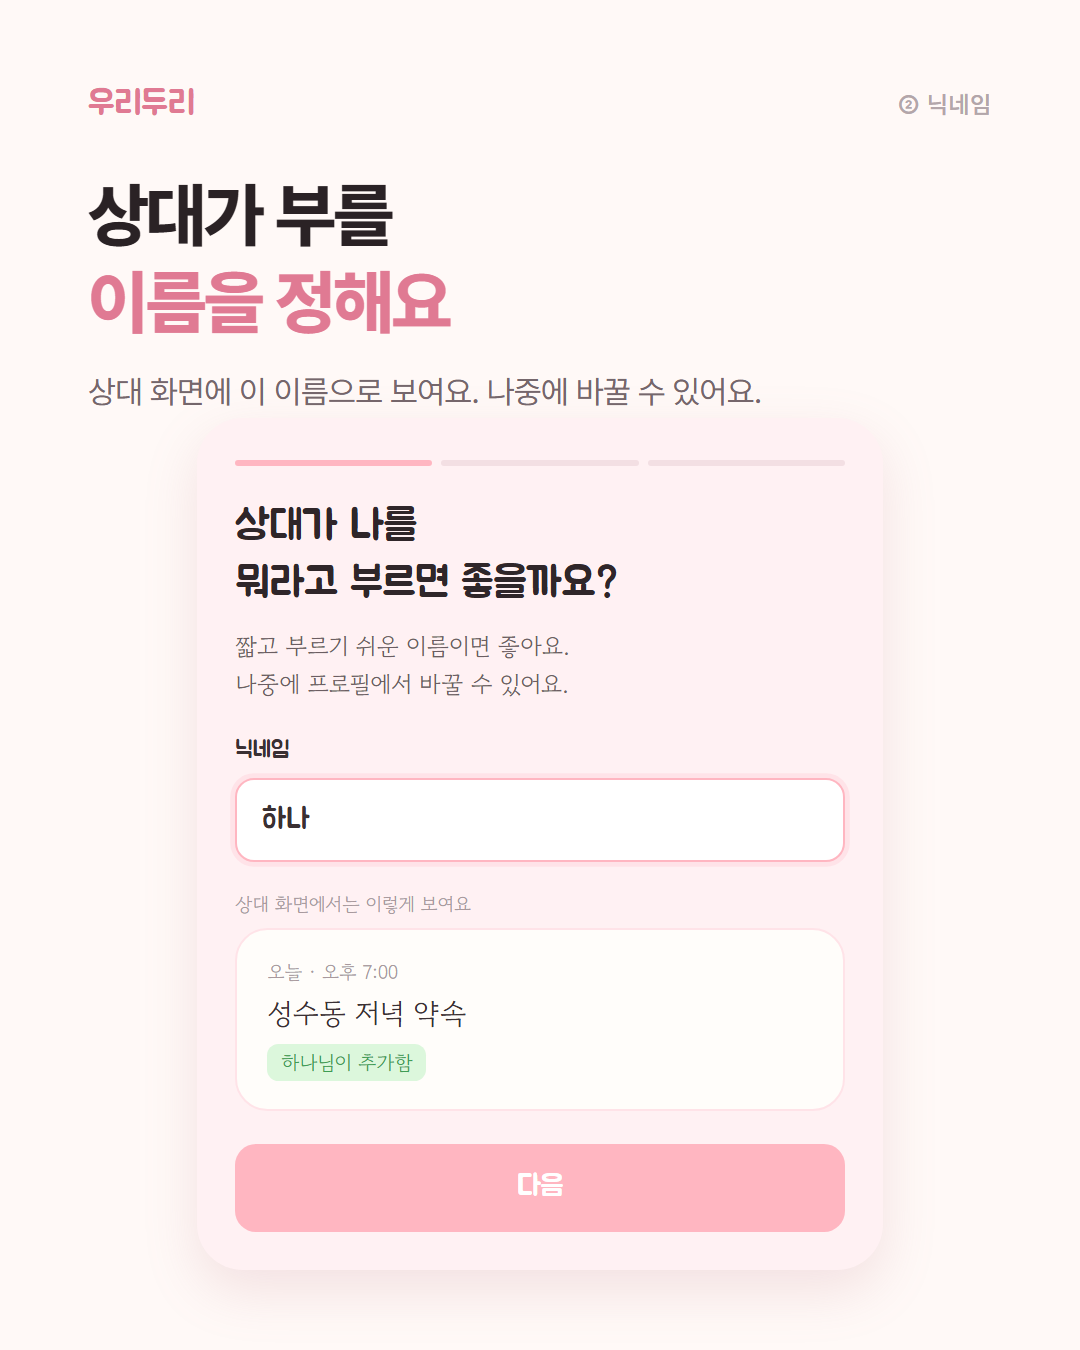 우리두리
② 닉네임
상대가 부를
이름을 정해요
상대 화면에 이 이름으로 보여요. 나중에 바꿀 수 있어요.
상대가 나를
뭐라고 부르면 좋을까요?
짧고 부르기 쉬운 이름이면 좋아요.
나중에 프로필에서 바꿀 수 있어요.
닉네임
하나
상대 화면에서는 이렇게 보여요
오늘 · 오후 7:00
성수동 저녁 약속
하나님이 추가함
다음